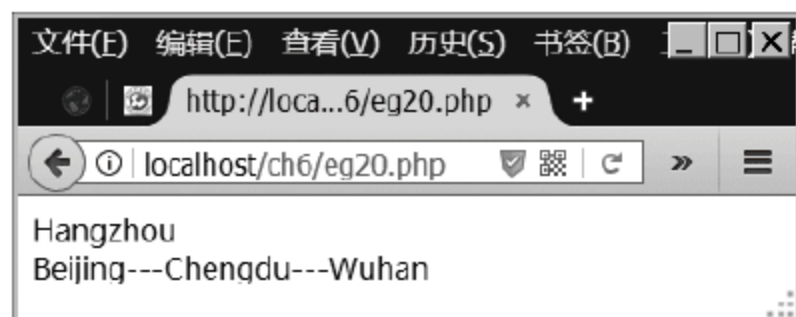 文件(F) 编辑(E) 查看(V) 历史(S) 书签(B)
http://loca...6/eg20.php × +
localhost/ch6/eg20.php
Hangzhou
Beijing---Chengdu---Wuhan